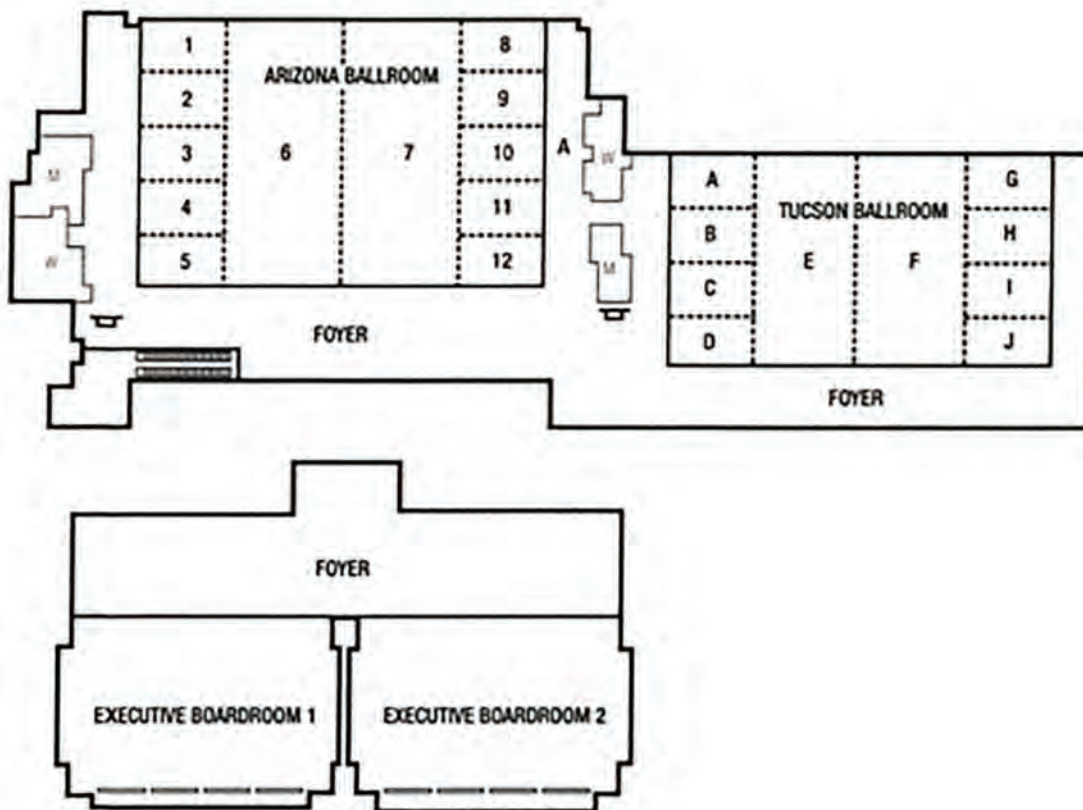 1
8
ARIZONA BALLROOM
2
9
3
6
7
10
A
W
M
4
11
5
12
W
M
FOYER
A
G
TUCSON BALLROOM
B
H
E
F
C
I
D
J
FOYER
FOYER
EXECUTIVE BOARDROOM 1
EXECUTIVE BOARDROOM 2